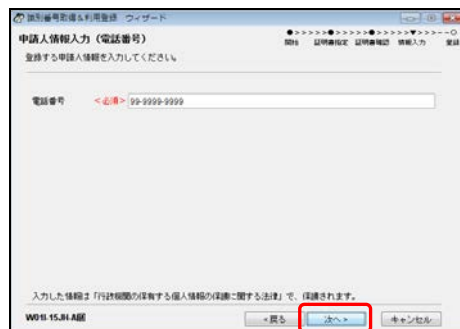 識別番号取得&利用登録 ウィザード
申請人情報入力（電話番号）
●>>>>>●>>>>>●>>>>>▼>>>--○
開始 証明書指定 証明書確認 情報入力 登録
登録する申請人情報を入力してください。
電話番号 <必須> 99-9999-9999
入力した情報は「行政機関の保有する個人情報の保護に関する法律」で、保護されます。
<戻る 次へ> キャンセル